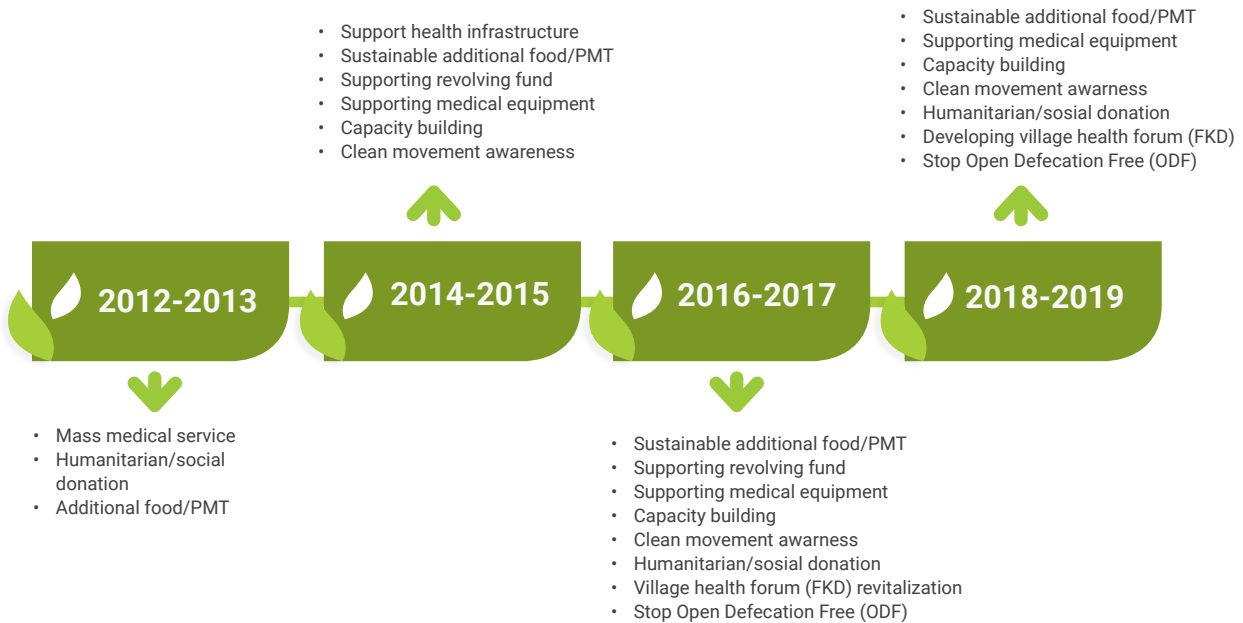 2012-2013
• Mass medical service
• Humanitarian/social
donation
• Additional food/PMT
2014-2015
• Support health infrastructure
• Sustainable additional food/PMT
• Supporting revolving fund
• Supporting medical equipment
• Capacity building
• Clean movement awareness
2016-2017
• Sustainable additional food/PMT
• Supporting revolving fund
• Supporting medical equipment
• Capacity building
• Clean movement awarness
• Humanitarian/sosial donation
• Village health forum (FKD) revitalization
• Stop Open Defecation Free (ODF)
2018-2019
• Sustainable additional food/PMT
• Supporting medical equipment
• Capacity building
• Clean movement awarness
• Humanitarian/sosial donation
• Developing village health forum (FKD)
• Stop Open Defecation Free (ODF)